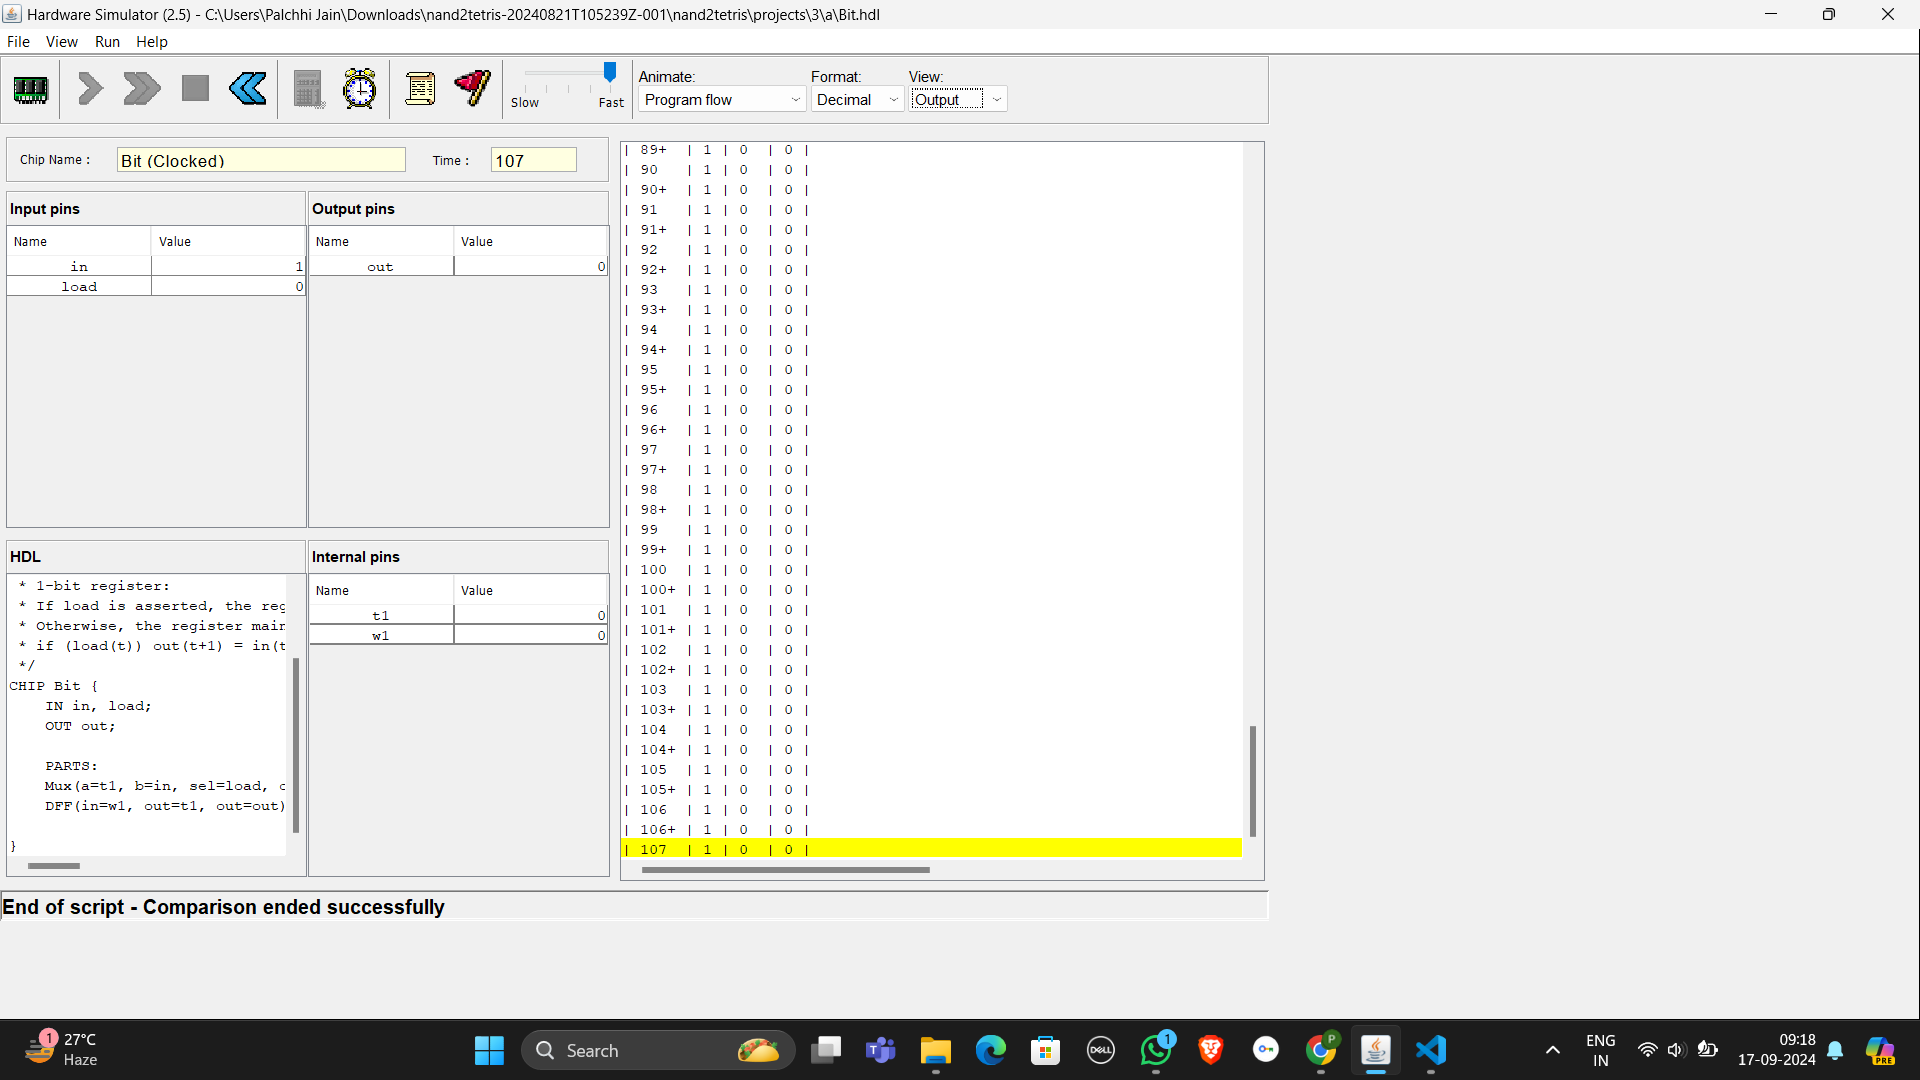 Hardware Simulator (2.5) - C:\Users\Palchhi Jain\Downloads\nand2tetris-20240821T105239Z-001\nand2tetris\projects\3\a\Bit.hdl
File View Run Help
Slow Fast
Animate: Format: View:
Program flow Decimal Output
Chip Name : Bit (Clocked) Time : 107
Input pins
Name Value
in 1
load 0
Output pins
Name Value
out 0
HDL
* 1-bit register:
* If load is asserted, the reg
* Otherwise, the register main
* if (load(t)) out(t+1) = in(t
*/
CHIP Bit {
IN in, load;
OUT out;
PARTS:
Mux(a=t1, b=in, sel=load, o
DFF(in=w1, out=t1, out=out)
}
Internal pins
Name Value
t1 0
w1 0
| 89+ | 1 | 0 | 0 |
| 90 | 1 | 0 | 0 |
| 90+ | 1 | 0 | 0 |
| 91 | 1 | 0 | 0 |
| 91+ | 1 | 0 | 0 |
| 92 | 1 | 0 | 0 |
| 92+ | 1 | 0 | 0 |
| 93 | 1 | 0 | 0 |
| 93+ | 1 | 0 | 0 |
| 94 | 1 | 0 | 0 |
| 94+ | 1 | 0 | 0 |
| 95 | 1 | 0 | 0 |
| 95+ | 1 | 0 | 0 |
| 96 | 1 | 0 | 0 |
| 96+ | 1 | 0 | 0 |
| 97 | 1 | 0 | 0 |
| 97+ | 1 | 0 | 0 |
| 98 | 1 | 0 | 0 |
| 98+ | 1 | 0 | 0 |
| 99 | 1 | 0 | 0 |
| 99+ | 1 | 0 | 0 |
| 100 | 1 | 0 | 0 |
| 100+ | 1 | 0 | 0 |
| 101 | 1 | 0 | 0 |
| 101+ | 1 | 0 | 0 |
| 102 | 1 | 0 | 0 |
| 102+ | 1 | 0 | 0 |
| 103 | 1 | 0 | 0 |
| 103+ | 1 | 0 | 0 |
| 104 | 1 | 0 | 0 |
| 104+ | 1 | 0 | 0 |
| 105 | 1 | 0 | 0 |
| 105+ | 1 | 0 | 0 |
| 106 | 1 | 0 | 0 |
| 106+ | 1 | 0 | 0 |
| 107 | 1 | 0 | 0 |
End of script - Comparison ended successfully
1
27°C
Haze
Search
DELL
1
P
ENG
IN
09:18
17-09-2024
PRE